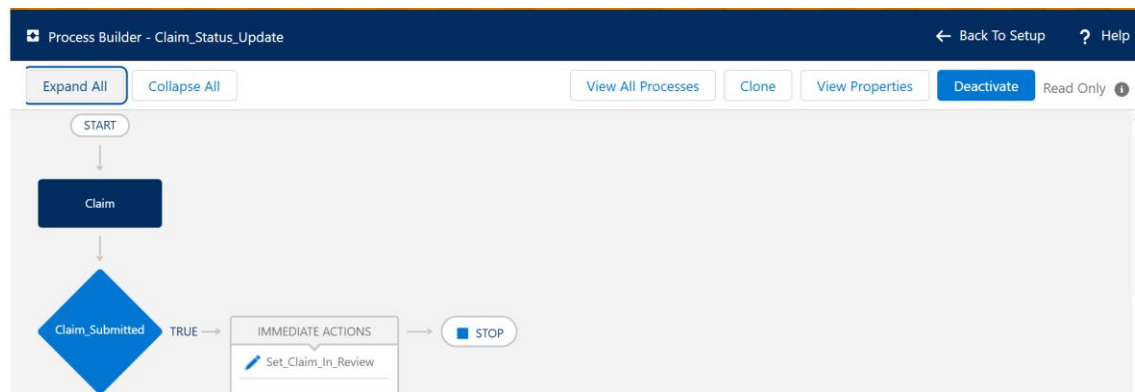 Process Builder - Claim_Status_Update
← Back To Setup
? Help
Expand All
Collapse All
View All Processes
Clone
View Properties
Deactivate
Read Only
START
Claim
Claim_Submitted
TRUE
IMMEDIATE ACTIONS
STOP
Set_Claim_In_Review